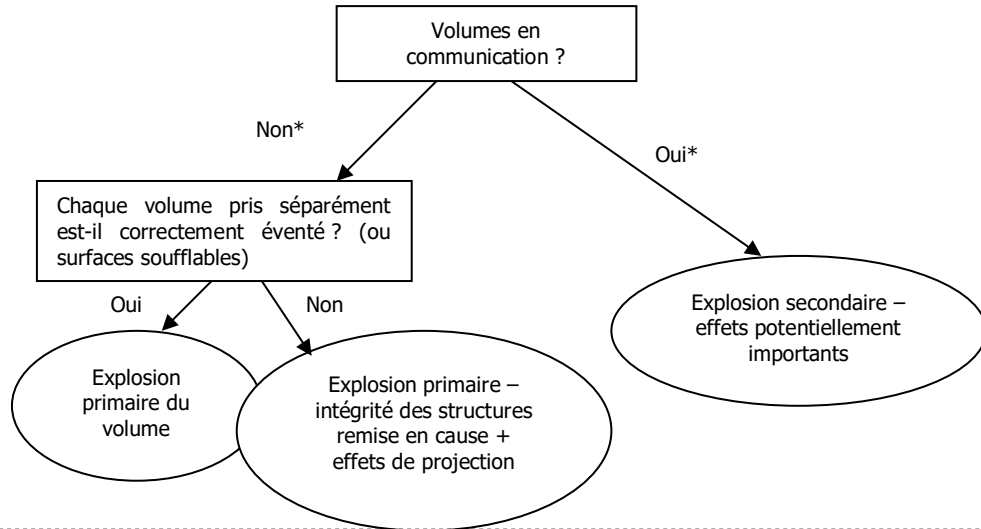 Volumes en
communication ?
Non*
Oui*
Chaque volume pris séparément
est-il correctement éventé ? (ou
surfaces soufflables)
Oui
Non
Explosion secondaire –
effets potentiellement
importants
Explosion
primaire du
volume
Explosion primaire –
intégrité des structures
remise en cause +
effets de projection